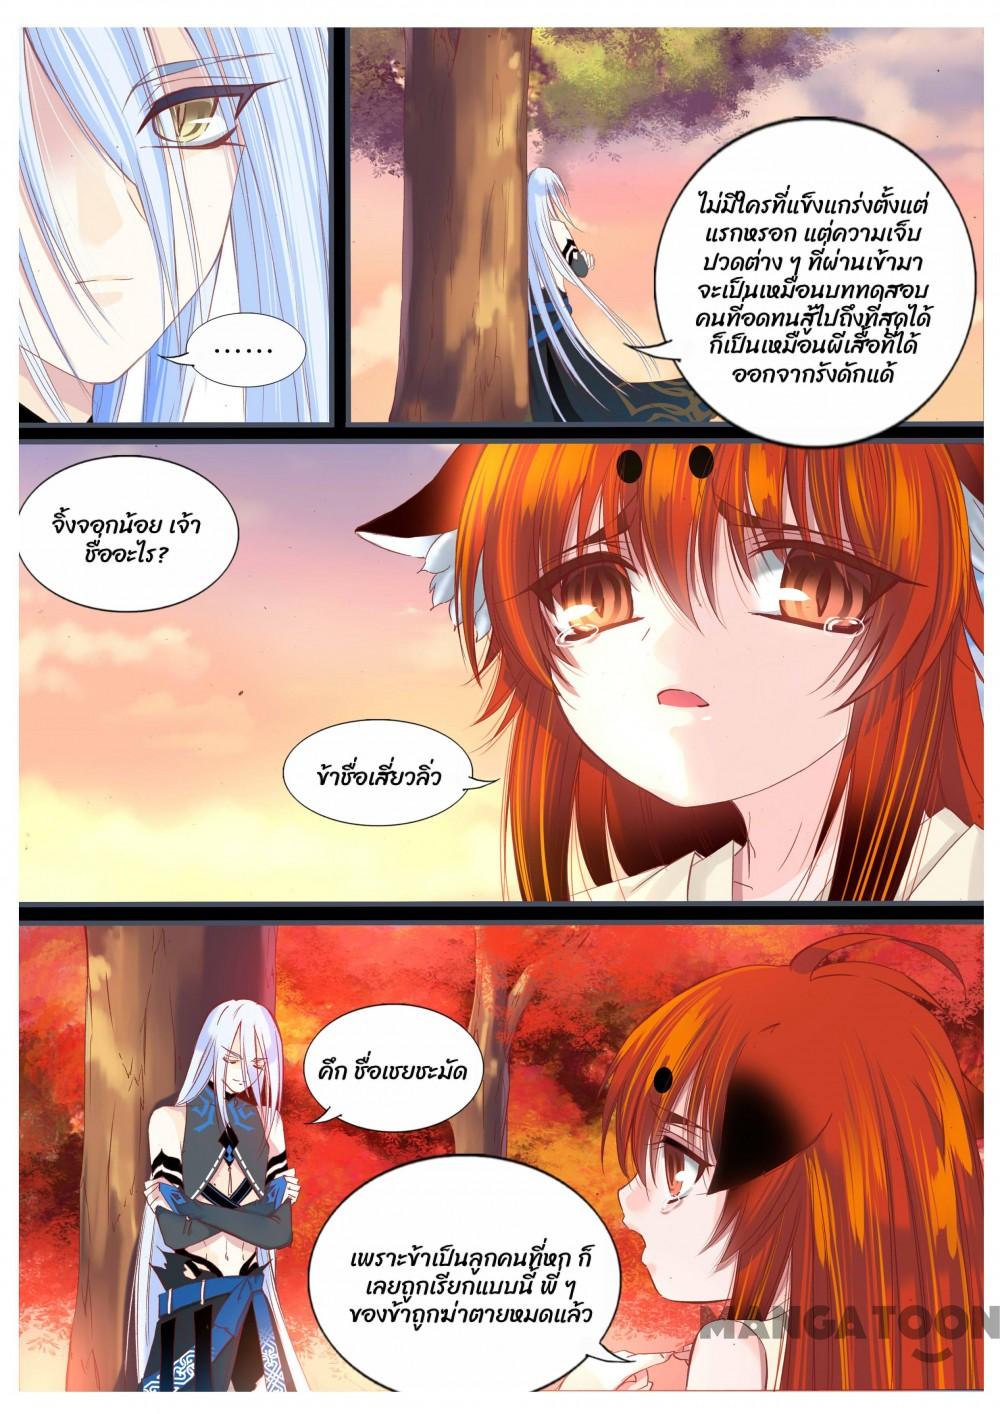 ......
ไม่มีใครที่แข็งแกร่งตั้งแต่
แรกหรอก แต่ความเจ็บ
ปวดต่าง ๆ ที่ผ่านเข้ามา
จะเป็นเหมือนบททดสอบ
คนที่อดทนสู้ไปถึงที่สุดได้
ก็เป็นเหมือนผีเสื้อที่ได้
ออกจากรังดักแด้
จิ้งจอกน้อย เจ้า
ชื่ออะไร?
ข้าชื่อเสี่ยวลิ่ว
คึก ชื่อเชยชะมัด
เพราะข้าเป็นลูกคนที่หก ก็
เลยถูกเรียกแบบนี้ พี่ ๆ
ของข้าถูกฆ่าตายหมดแล้ว
MANGATOON